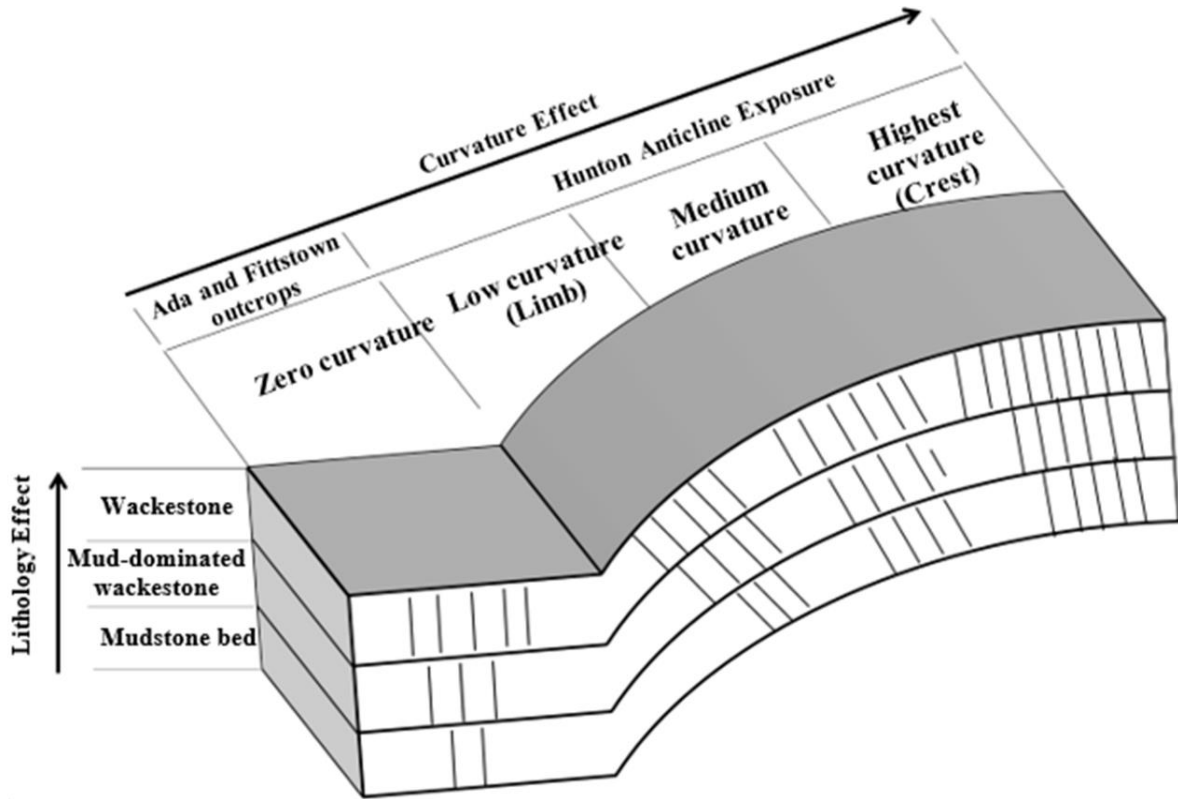 Curvature Effect
Hunton Anticline Exposure
Ada and Fittstown
outcrops
Zero curvature
Low curvature
(Limb)
Medium
curvature
Highest
curvature
(Crest)
Lithology Effect
Wackestone
Mud-dominated
wackestone
Mudstone bed